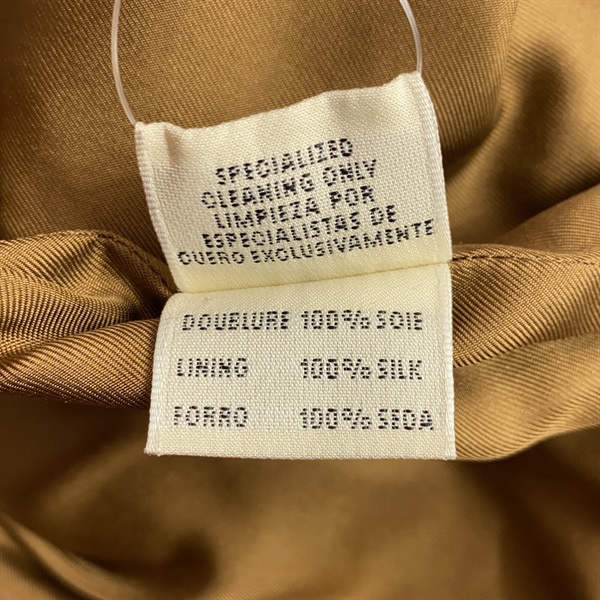 SPECIALIZED
CLEANING ONLY
LIMPIEZA POR
ESPECIALISTAS DE
CUERO EXCLUSIVAMENTE
DOUBLURE 100% SOIE
LINING 100% SILK
FORRO 100% SEDA